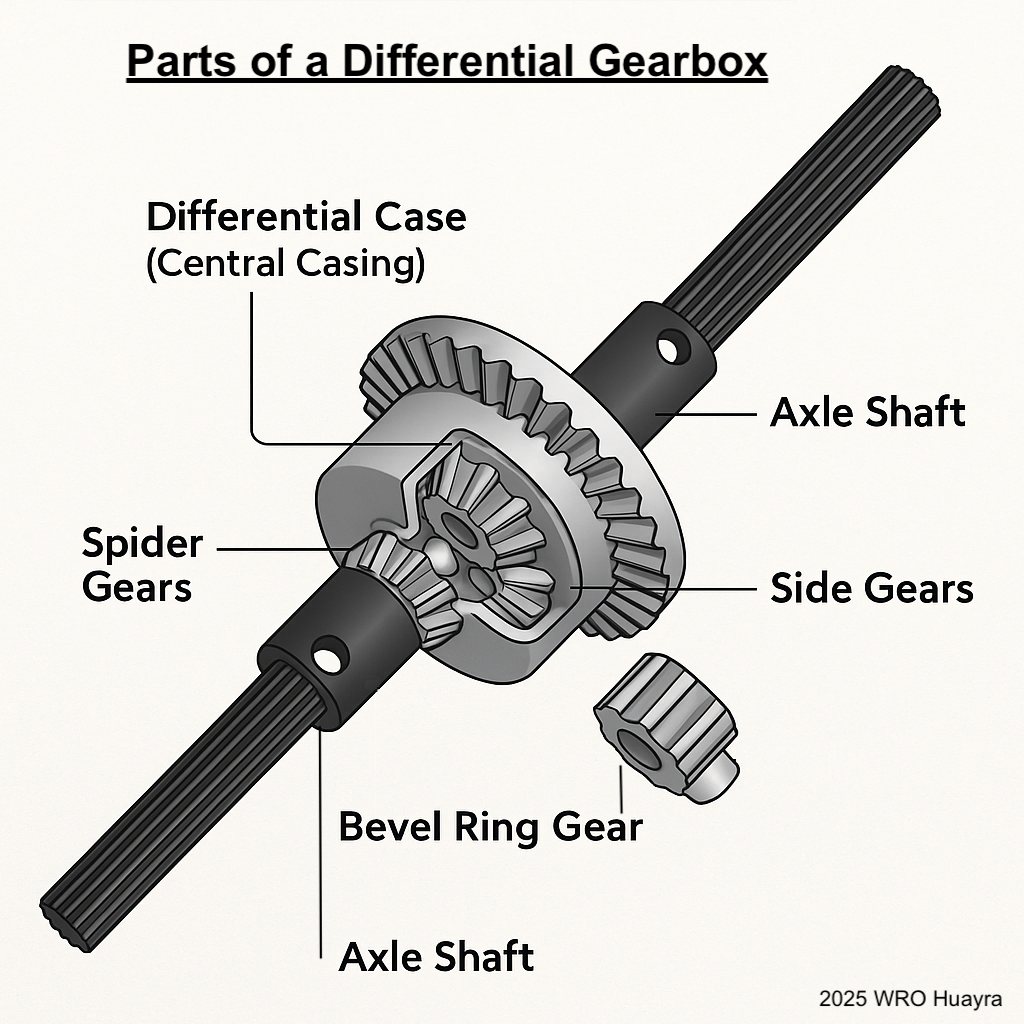 Parts of a Differential Gearbox
Differential Case
(Central Casing)
Axle Shaft
Spider
Gears
Side Gears
Bevel Ring Gear
Axle Shaft
2025 WRO Huayra